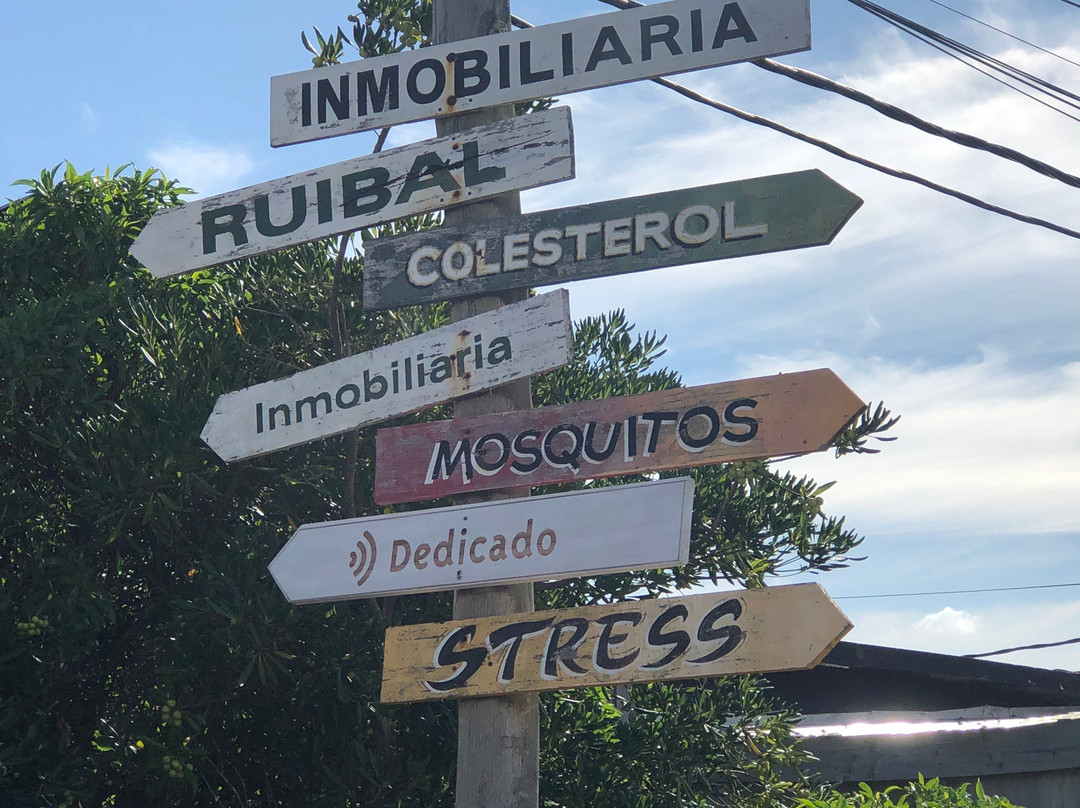 INMOBILIARIA
RUIBAL
COLESTEROL
Inmobiliaria
MOSQUITOS
Dedicado
STRESS